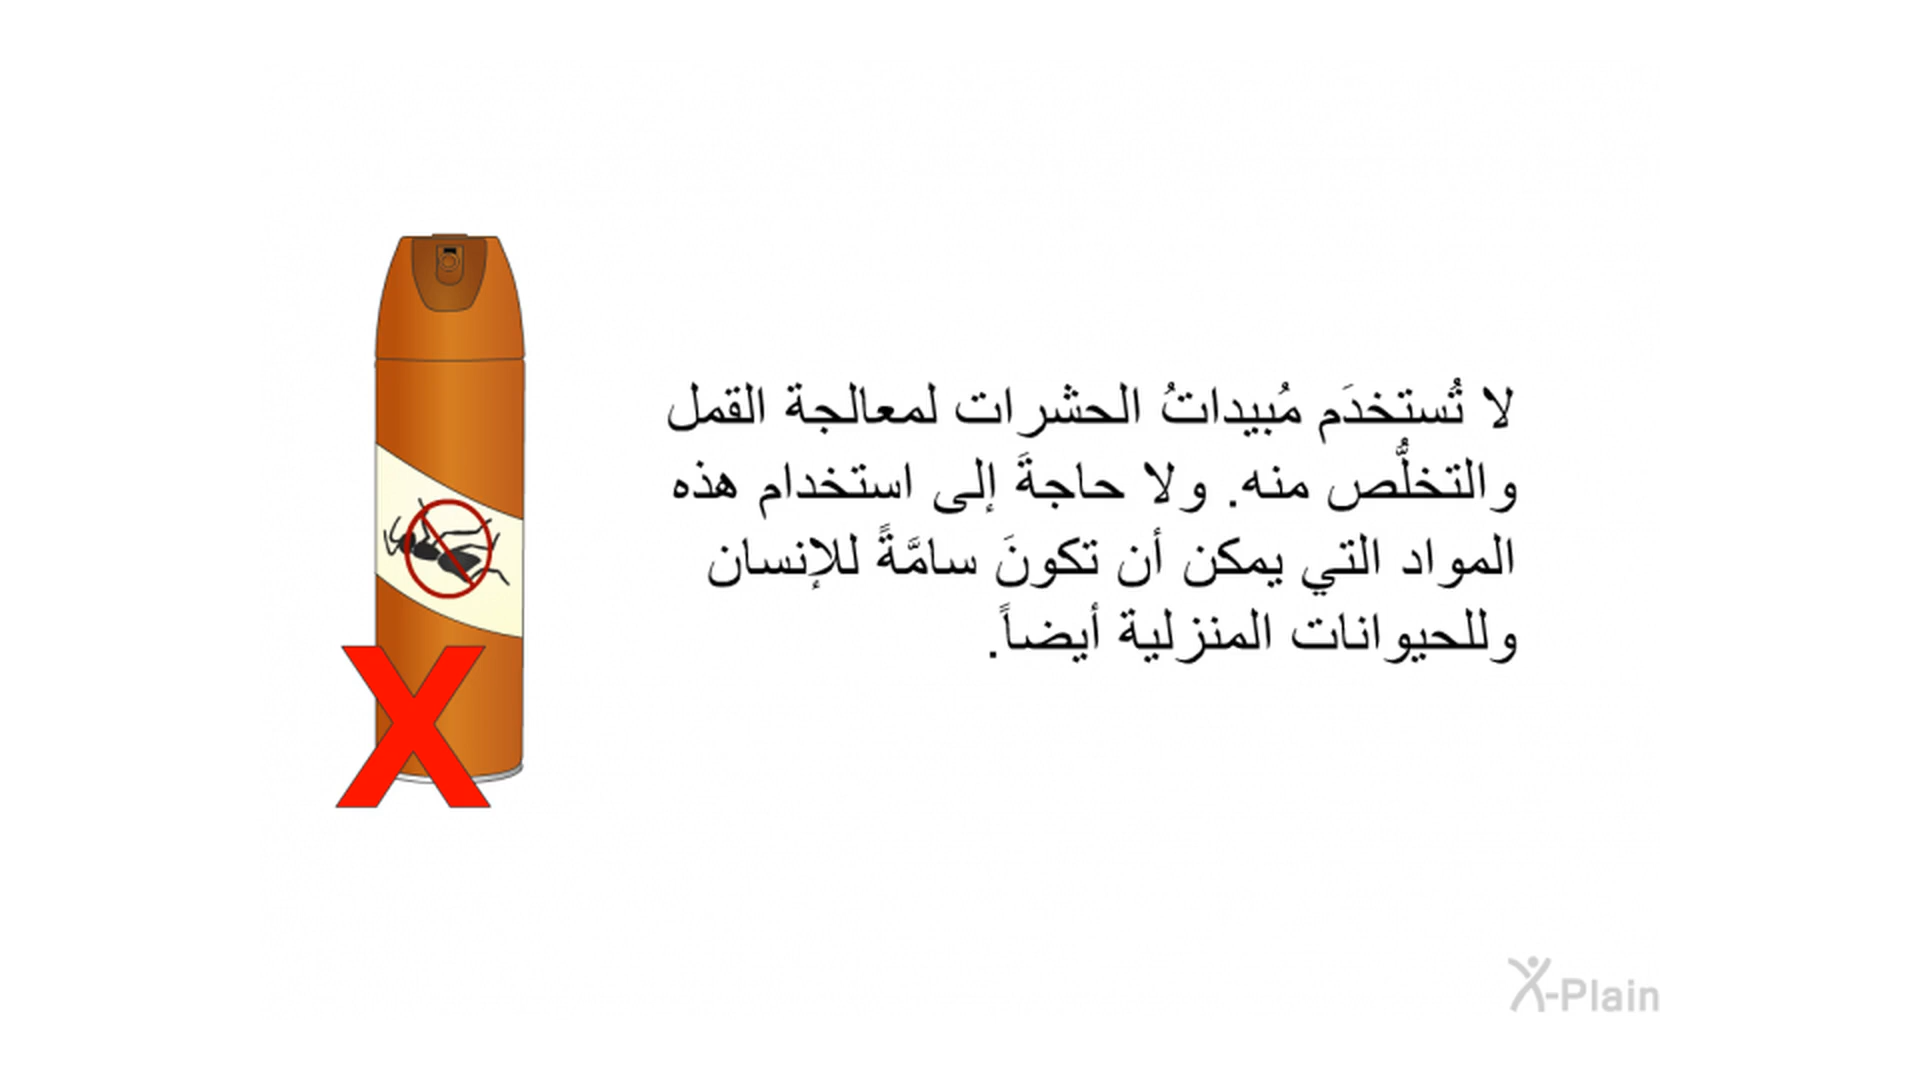 لا تُستخدَم مُبيداتُ الحشرات لمعالجة القمل
والتخلُّص منه. ولا حاجةَ إلى استخدام هذه
المواد التي يمكن أن تكونَ سامَّةً للإنسان
وللحيوانات المنزلية أيضاً.
X
X-Plain